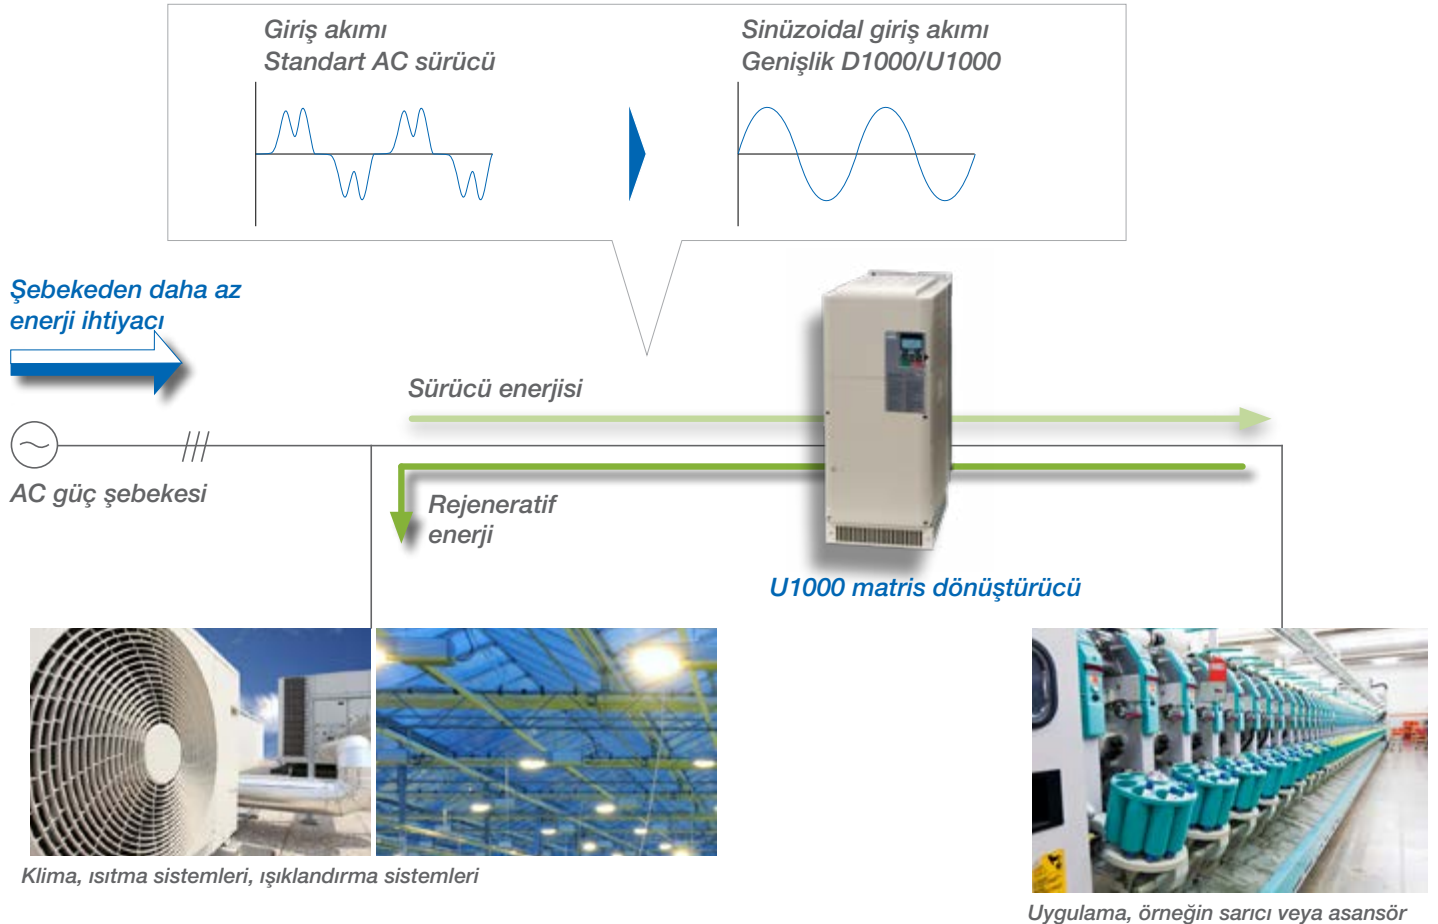 Giriş akımı
Standart AC sürücü
Sinüzoidal giriş akımı
Genişlik D1000/U1000
Şebekeden daha az
enerji ihtiyacı
Sürücü enerjisi
AC güç şebekesi
Rejeneratif
enerji
U1000 matris dönüştürücü
Klima, ısıtma sistemleri, ışıklandırma sistemleri
Uygulama, örneğin sarıcı veya asansör